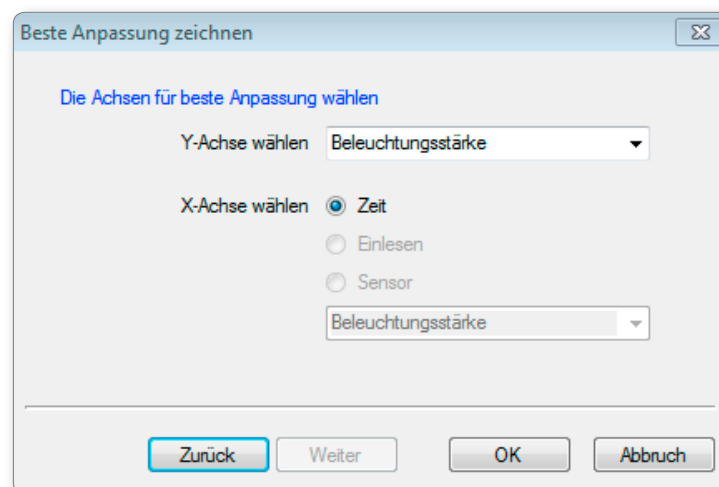 Beste Anpassung zeichnen
Die Achsen für beste Anpassung wählen
Y-Achse wählen Beleuchtungsstärke
X-Achse wählen Zeit
Einlesen
Sensor
Beleuchtungsstärke
Zurück Weiter OK Abbruch